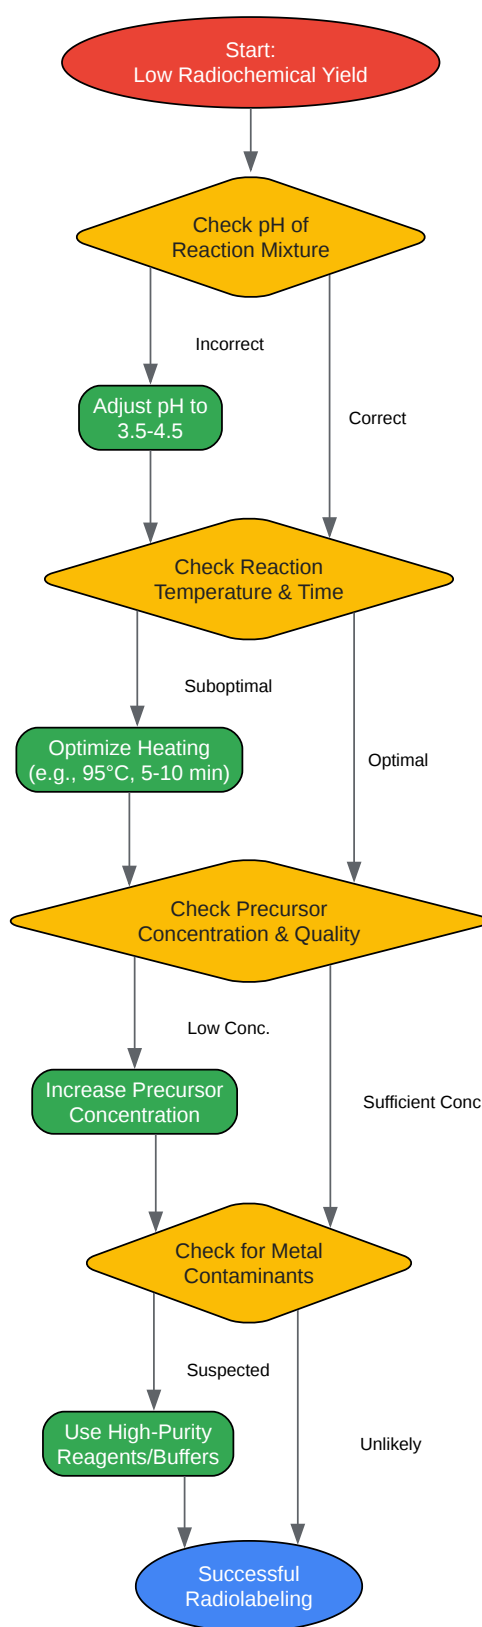 Start:
Low Radiochemical Yield
Check pH of
Reaction Mixture
Incorrect
Adjust pH to
3.5-4.5
Correct
Check Reaction
Temperature & Time
Suboptimal
Optimize Heating
(e.g., 95°C, 5-10 min)
Optimal
Check Precursor
Concentration & Quality
Low Conc.
Increase Precursor
Concentration
Sufficient Conc
Check for Metal
Contaminants
Suspected
Use High-Purity
Reagents/Buffers
Unlikely
Successful
Radiolabeling